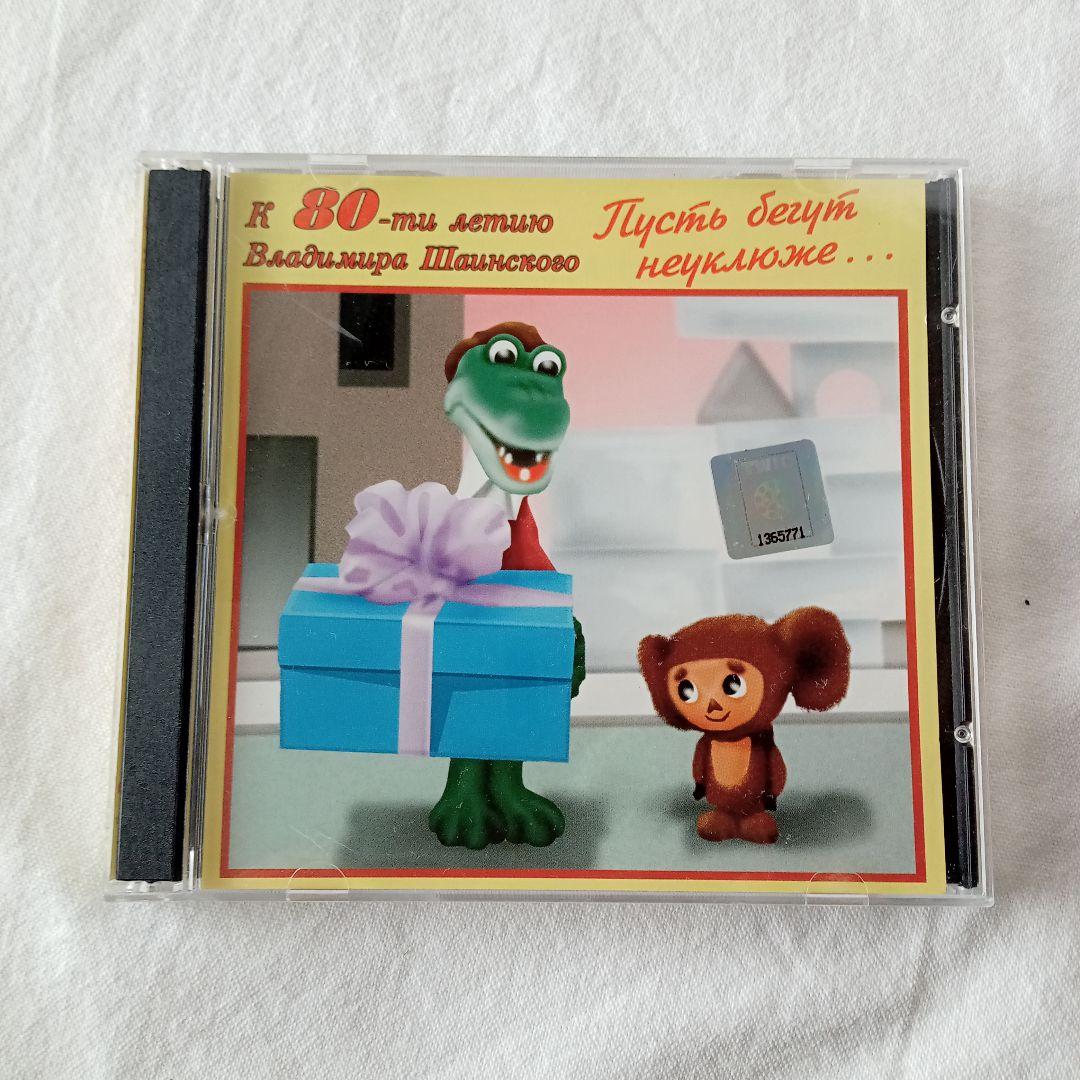 К 80-ти летию
Владимира Шаинского
Пусть бегут
неуклюже...
1365771